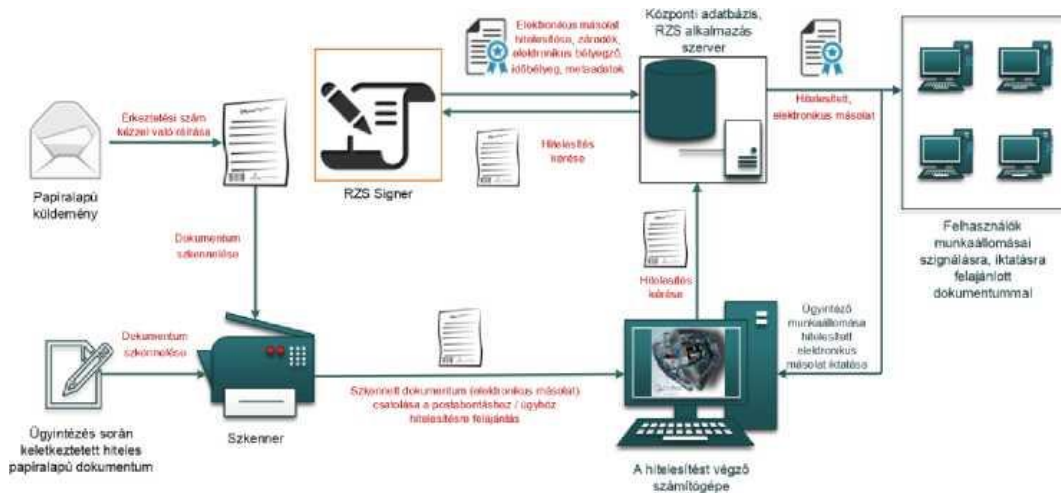 Elektronikus másolat
hitelesítése, záradék,
elektronikus bélyegző,
időbélyeg, metaadatok
Központi adatbázis,
RZS alkalmazás
szerver
Érkeztetési szám
kézzel való ráírása
Hitelesítés
kérése
Hitelesített,
elektronikus másolat
Papíralapú
küldemény
RZS Signer
Felhasználók
munkaállomásai
szignálásra, iktatásra
felajánlott
dokumentummal
Dokumentum
szkennelése
Hitelesítés
kérése
Dokumentum
szkennelése
Ügyintéző
munkaállomása
hitelesített
elektronikus
másolat iktatása
Szkennelt dokumentum (elektronikus másolat)
csatolása a postabontáshoz / ügyhöz
hitelesítésre felajánlás
Ügyintézés során
keletkeztetett hiteles
papíralapú dokumentum
Szkenner
A hitelesítést végző
számítógépe